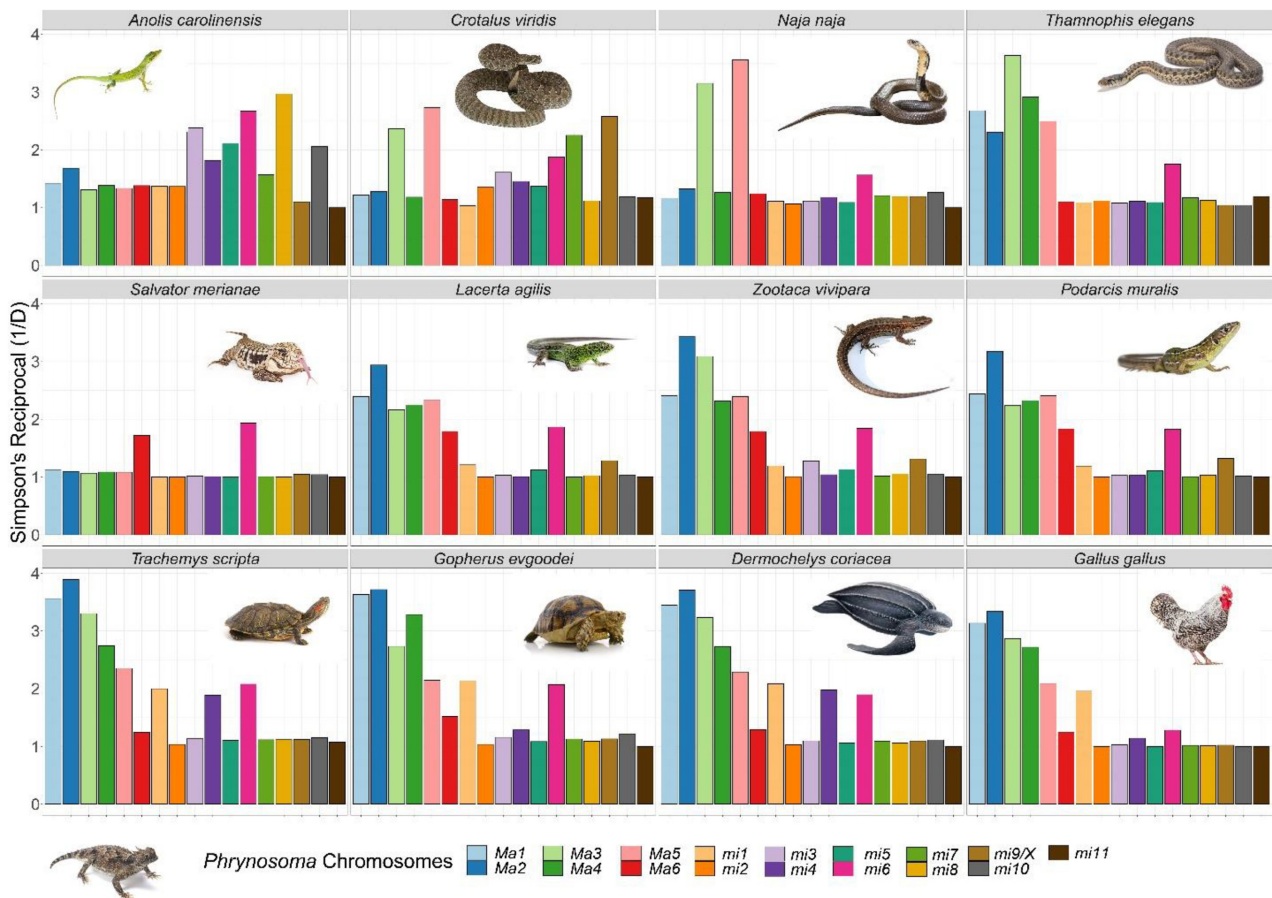 Anolis carolinensis
Crotalus viridis
Naja naja
Thamnophis elegans
4
3
2
1
0
Salvator merianae
Lacerta agilis
Zootaca vivipara
Podarcis muralis
4
3
2
1
0
Simpson's Reciprocal (1/D)
Trachemys scripta
Gopherus evgoodei
Dermochelys coriacea
Gallus gallus
4
3
2
1
0
Phrynosoma Chromosomes
Ma1 Ma3 Ma5 mi1 mi3 mi5 mi7 mi9/X mi11
Ma2 Ma4 Ma6 mi2 mi4 mi6 mi8 mi10